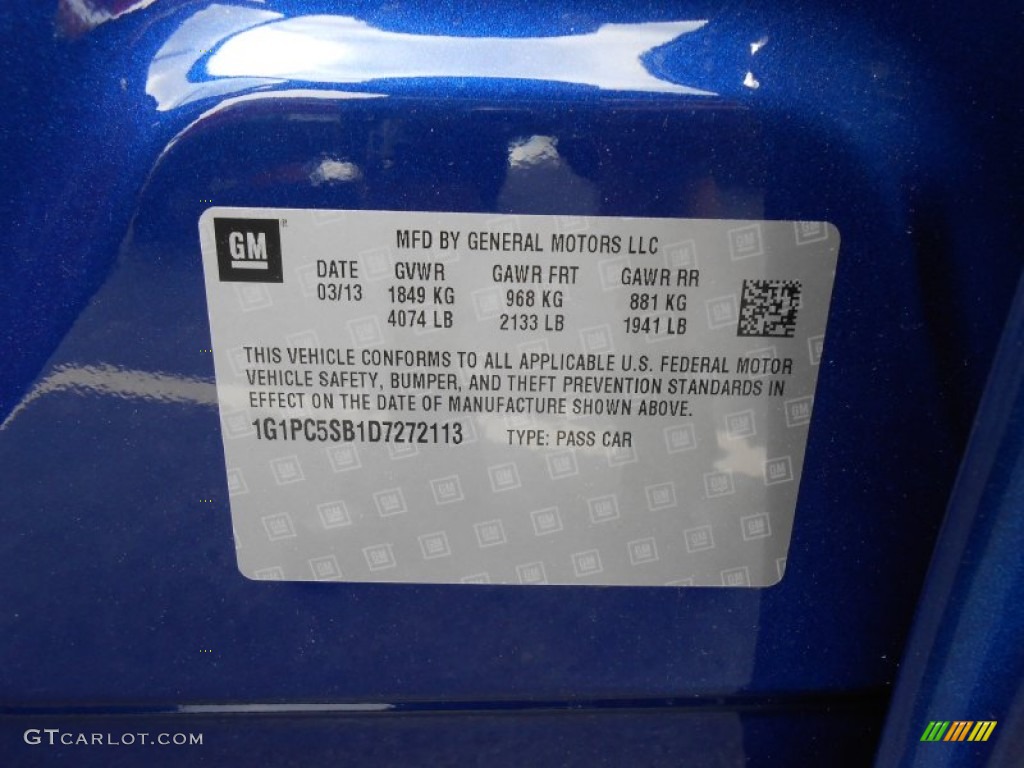 GM
MFD BY GENERAL MOTORS LLC
DATE GVWR GAWR FRT GAWR RR
03/13 1849 KG 968 KG 881 KG
4074 LB 2133 LB 1941 LB
THIS VEHICLE CONFORMS TO ALL APPLICABLE U.S. FEDERAL MOTOR
VEHICLE SAFETY, BUMPER, AND THEFT PREVENTION STANDARDS IN
EFFECT ON THE DATE OF MANUFACTURE SHOWN ABOVE.
1G1PC5SB1D7272113 TYPE: PASS CAR
GTCARLOT.COM